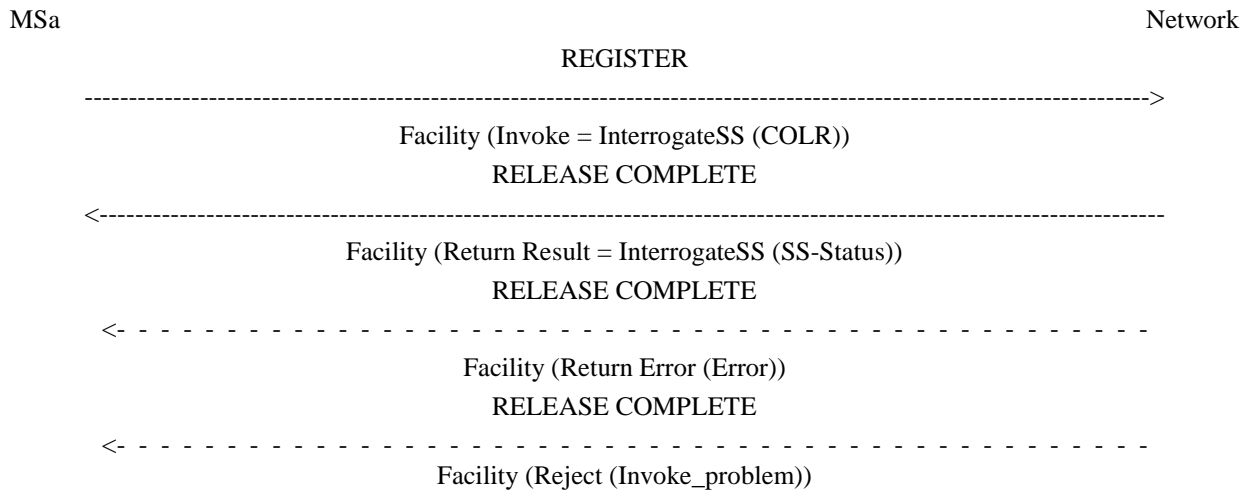 MSa Network
REGISTER
------------------------------------------------------------------------------------------------------------------------>
Facility (Invoke = InterrogateSS (COLR))
RELEASE COMPLETE
<------------------------------------------------------------------------------------------------------------------------
Facility (Return Result = InterrogateSS (SS-Status))
RELEASE COMPLETE
<- - - - - - - - - - - - - - - - - - - - - - - - - - - - - - - - - - - - -
Facility (Return Error (Error))
RELEASE COMPLETE
<- - - - - - - - - - - - - - - - - - - - - - - - - - - - - - - - - - - - -
Facility (Reject (Invoke_problem))